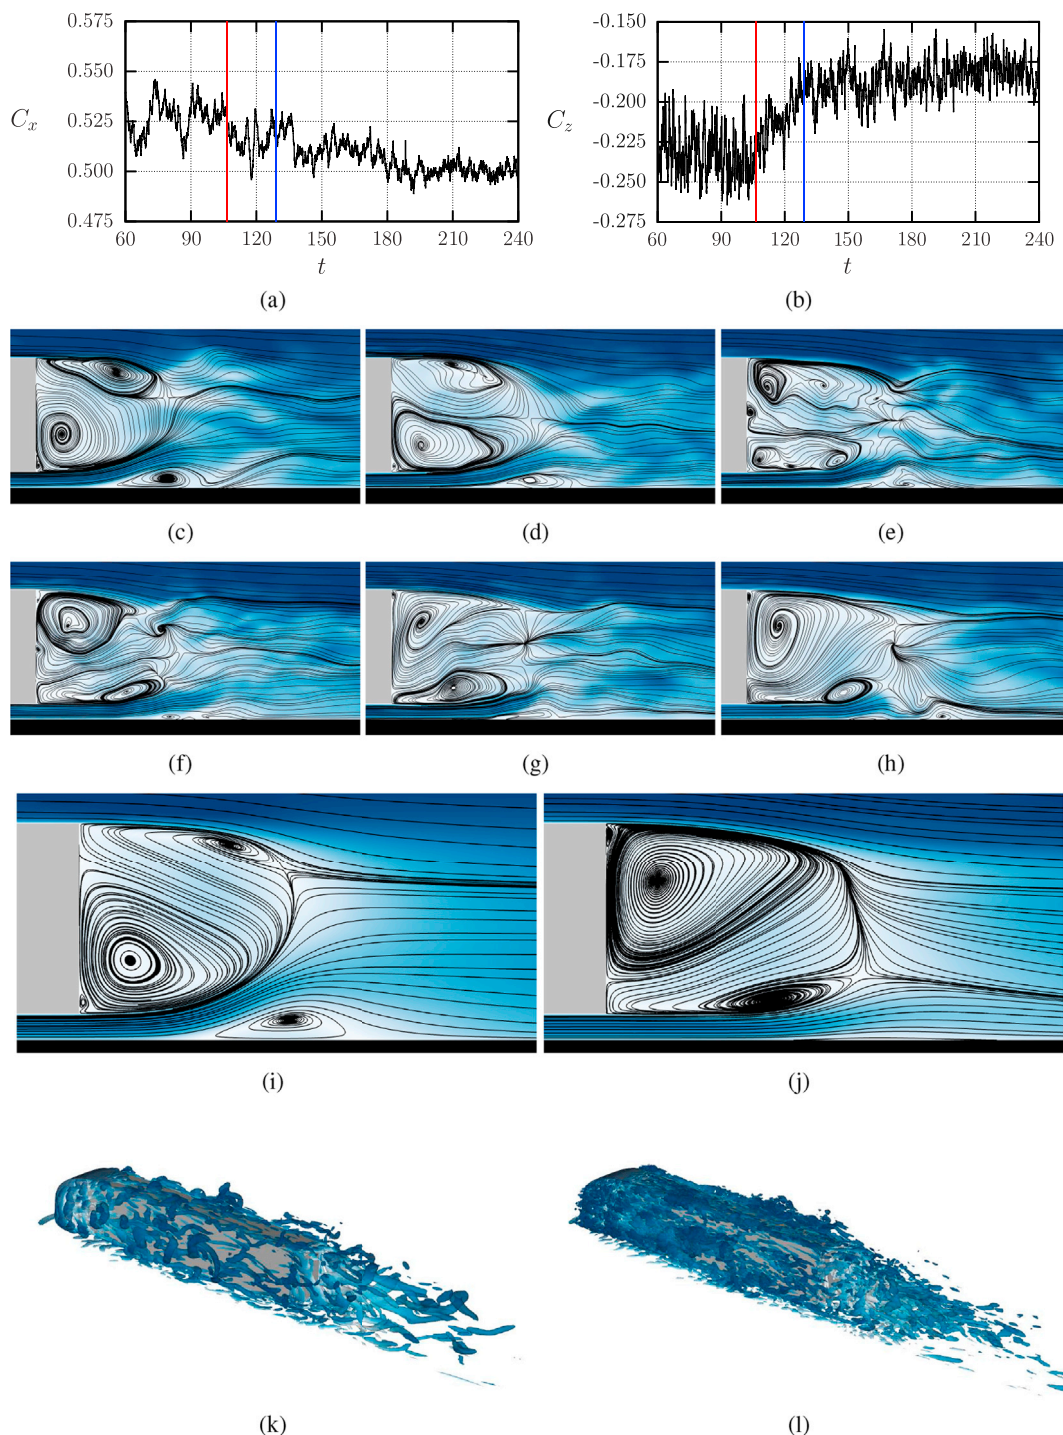 0.575
0.550
0.525
0.500
0.475
C_x
60 90 120 150 180 210 240
t
(a)
-0.150
-0.175
-0.200
-0.225
-0.250
-0.275
C_z
60 90 120 150 180 210 240
t
(b)
(c) (d) (e)
(f) (g) (h)
(i) (j)
(k) (l)